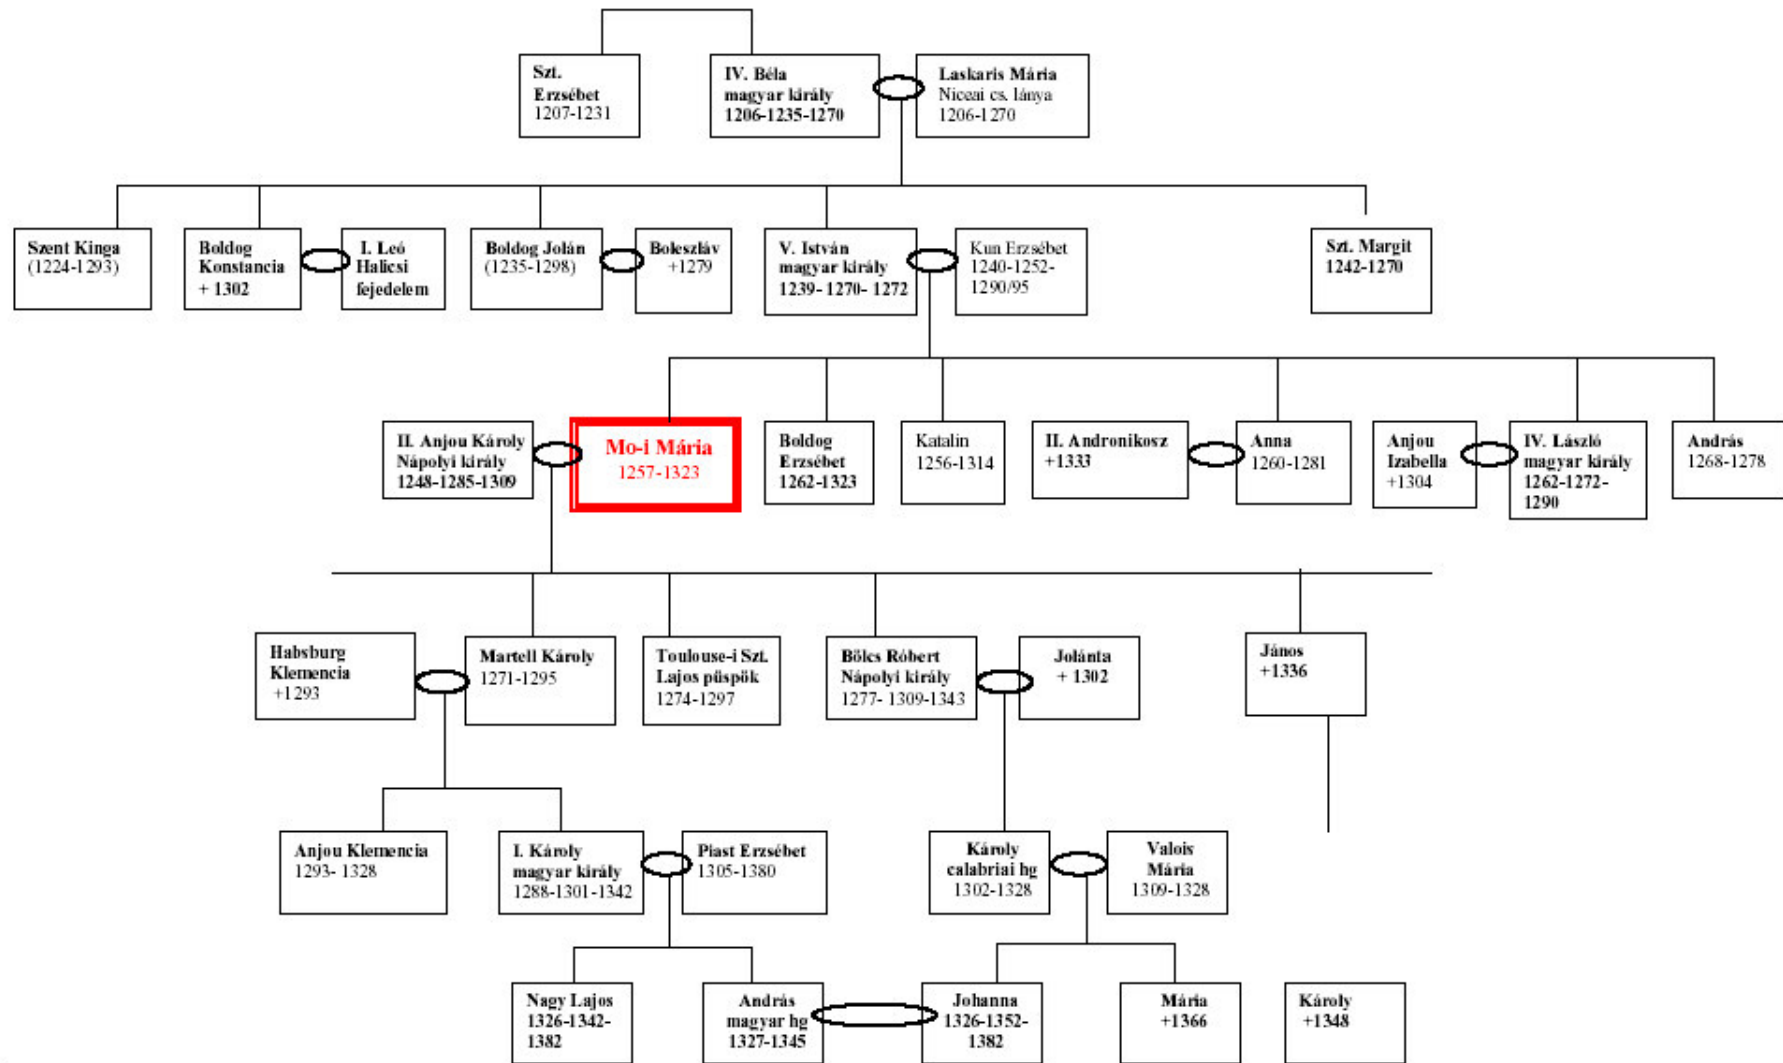 Szt.
Erzsébet
1207-1231
IV. Béla
magyar király
1206-1235-1270
Laskaris Mária
Niceai cs. lánya
1206-1270
Szent Kinga
(1224-1293)
Boldog
Konstancia
+ 1302
I. Leó
Halicsi
fejedelem
Boldog Jolán
(1235-1298)
Boleszláv
+1279
V. István
magyar király
1239- 1270- 1272
Kun Erzsébet
1240-1252-
1290/95
Szt. Margit
1242-1270
II. Anjou Károly
Nápolyi király
1248-1285-1309
Mo-i Mária
1257-1323
Boldog
Erzsébet
1262-1323
Katalin
1256-1314
II. Andronikosz
+1333
Anna
1260-1281
Anjou
Izabella
+1304
IV. László
magyar király
1262-1272-
1290
András
1268-1278
Habsburg
Klemencia
+1293
Martell Károly
1271-1295
Toulouse-i Szt.
Lajos püspök
1274-1297
Bölcs Róbert
Nápolyi király
1277- 1309-1343
Jolánta
+ 1302
János
+1336
Anjou Klemencia
1293- 1328
I. Károly
magyar király
1288-1301-1342
Piast Erzsébet
1305-1380
Károly
calabriai hg
1302-1328
Valois
Mária
1309-1328
Nagy Lajos
1326-1342-
1382
András
magyar hg
1327-1345
Johanna
1326-1352-
1382
Mária
+1366
Károly
+1348